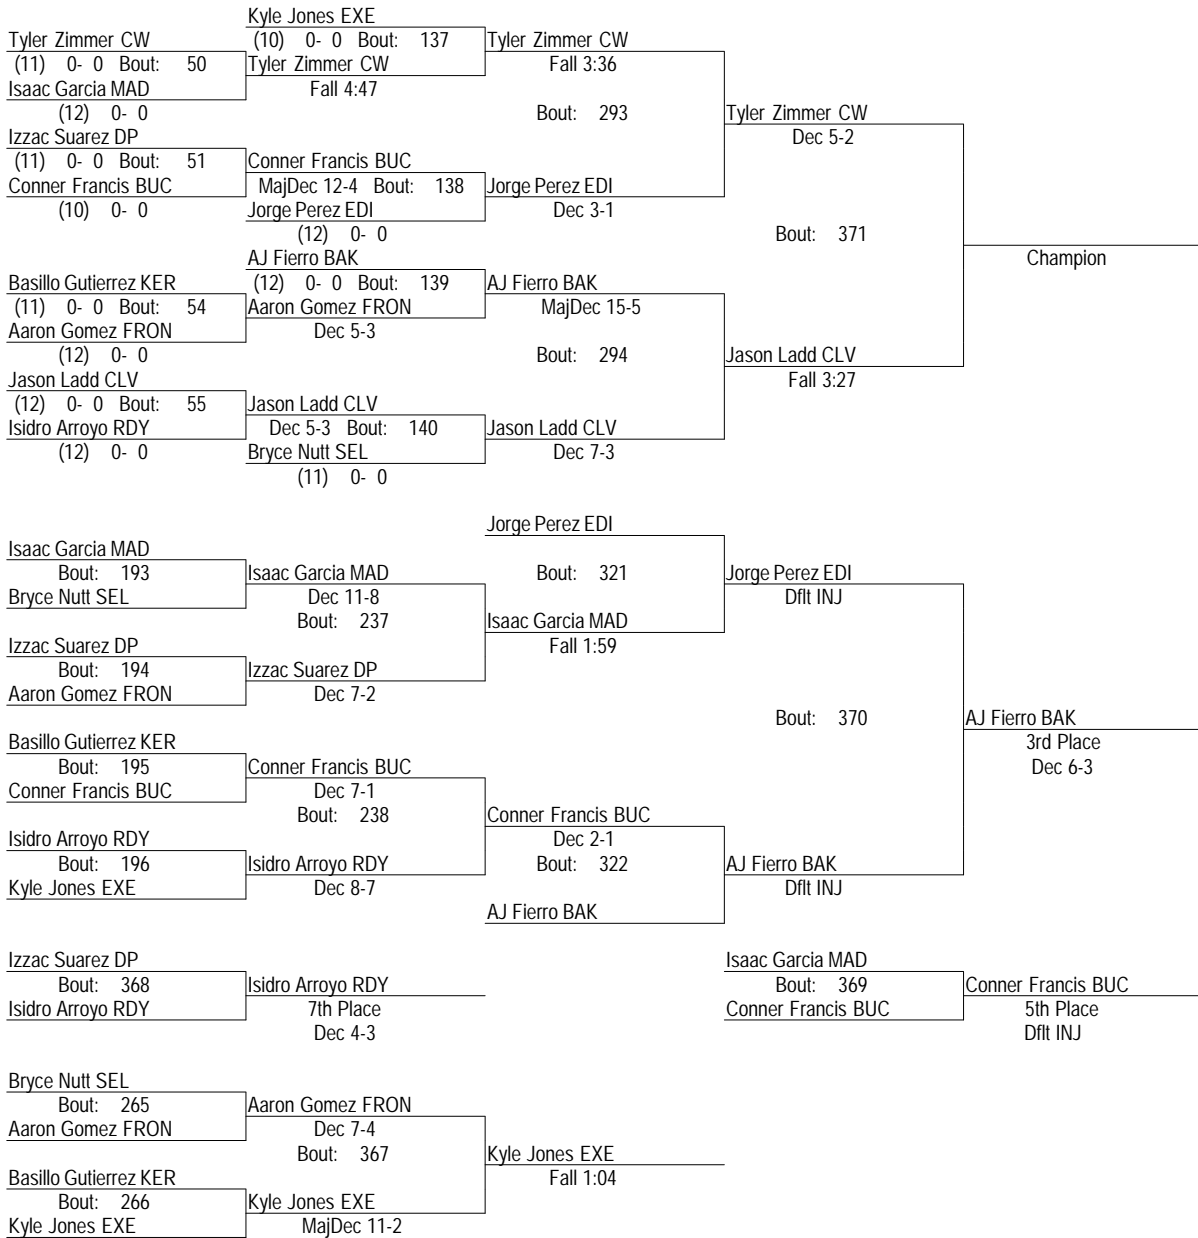 Kyle Jones EXE
Tyler Zimmer CW (10) 0- 0 Bout: 137 Tyler Zimmer CW
(11) 0- 0 Bout: 50 Tyler Zimmer CW Fall 3:36
Isaac Garcia MAD Fall 4:47
(12) 0- 0 Bout: 293 Tyler Zimmer CW
Izzac Suarez DP Dec 5-2
(11) 0- 0 Bout: 51 Conner Francis BUC
Conner Francis BUC MajDec 12-4 Bout: 138 Jorge Perez EDI
(10) 0- 0 Jorge Perez EDI Dec 3-1
(12) 0- 0 Bout: 371
AJ Fierro BAK Champion
Basillo Gutierrez KER (12) 0- 0 Bout: 139 AJ Fierro BAK
(11) 0- 0 Bout: 54 Aaron Gomez FRON MajDec 15-5
Aaron Gomez FRON Dec 5-3
(12) 0- 0 Bout: 294 Jason Ladd CLV
Jason Ladd CLV Fall 3:27
(12) 0- 0 Bout: 55 Jason Ladd CLV
Isidro Arroyo RDY Dec 5-3 Bout: 140 Jason Ladd CLV
(12) 0- 0 Bryce Nutt SEL Dec 7-3
(11) 0- 0
Jorge Perez EDI
Isaac Garcia MAD
Bout: 193 Isaac Garcia MAD Bout: 321 Jorge Perez EDI
Bryce Nutt SEL Dec 11-8 Dflt INJ
Bout: 237 Isaac Garcia MAD
Izzac Suarez DP Fall 1:59
Bout: 194 Izzac Suarez DP
Aaron Gomez FRON Dec 7-2
Bout: 370 AJ Fierro BAK
Basillo Gutierrez KER 3rd Place
Bout: 195 Conner Francis BUC Dec 6-3
Conner Francis BUC Dec 7-1
Bout: 238 Conner Francis BUC
Isidro Arroyo RDY Dec 2-1
Bout: 196 Isidro Arroyo RDY Bout: 322 AJ Fierro BAK
Kyle Jones EXE Dec 8-7 Dflt INJ
AJ Fierro BAK
Izzac Suarez DP Isaac Garcia MAD
Bout: 368 Isidro Arroyo RDY Bout: 369 Conner Francis BUC
Isidro Arroyo RDY 7th Place Conner Francis BUC 5th Place
Dec 4-3 Dflt INJ
Bryce Nutt SEL
Bout: 265 Aaron Gomez FRON
Aaron Gomez FRON Dec 7-4
Bout: 367 Kyle Jones EXE
Basillo Gutierrez KER Fall 1:04
Bout: 266 Kyle Jones EXE
Kyle Jones EXE MajDec 11-2